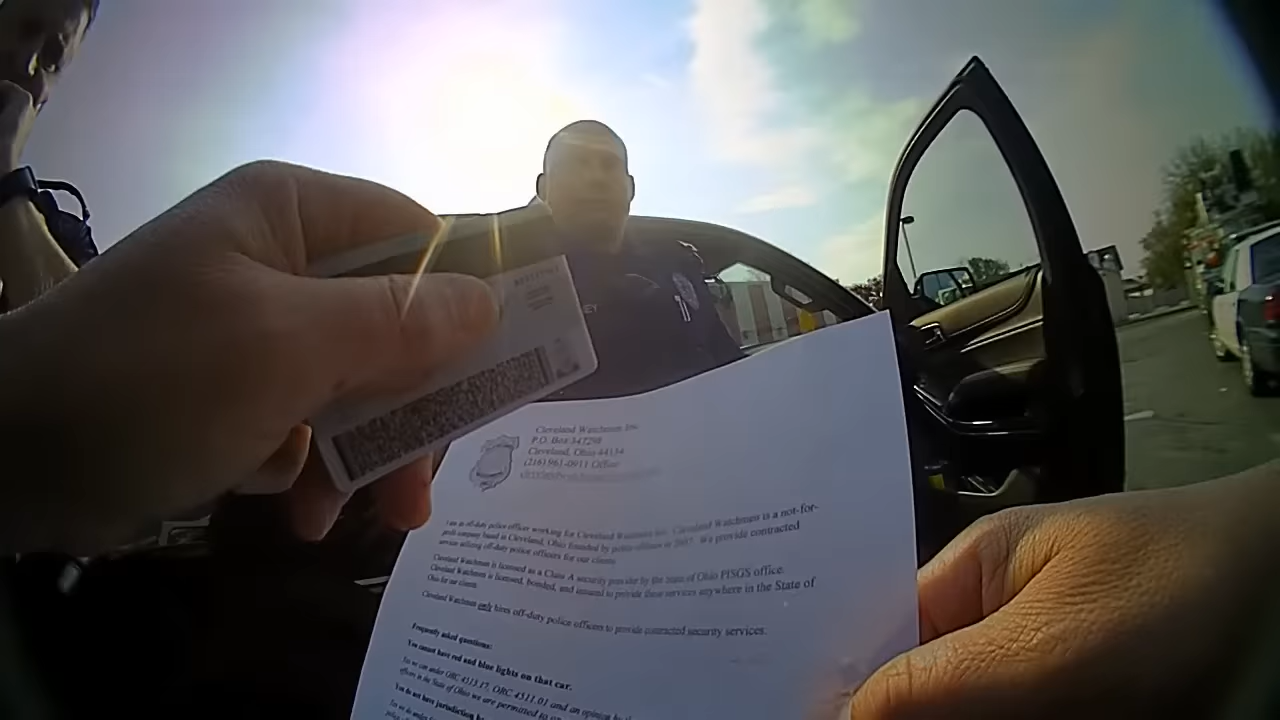 Cleveland Watchmen Inc
P.O. Box 347298
Cleveland, Ohio 44134
(216) 961-0911 Office
I am an off-duty police officer working for Cleveland Watchmen Inc. Cleveland Watchmen is a not-for-
profit company based in Cleveland, Ohio founded by police officers in 2007. We provide contracted
service utilizing off-duty police officers for our clients.
Cleveland Watchmen is licensed as a Class A security provider by the State of Ohio PISGS office.
Cleveland Watchmen is licensed, bonded, and insured to provide these services anywhere in the State of
Ohio for our clients.
Cleveland Watchmen only hires off-duty police officers to provide contracted security services.
Frequently asked questions:
You cannot have red and blue lights on that car.
Yes we can under ORC 4513.17, ORC 4511.01 and an opinion
officers in the State of Ohio we are permitted to
You do not have jurisdiction